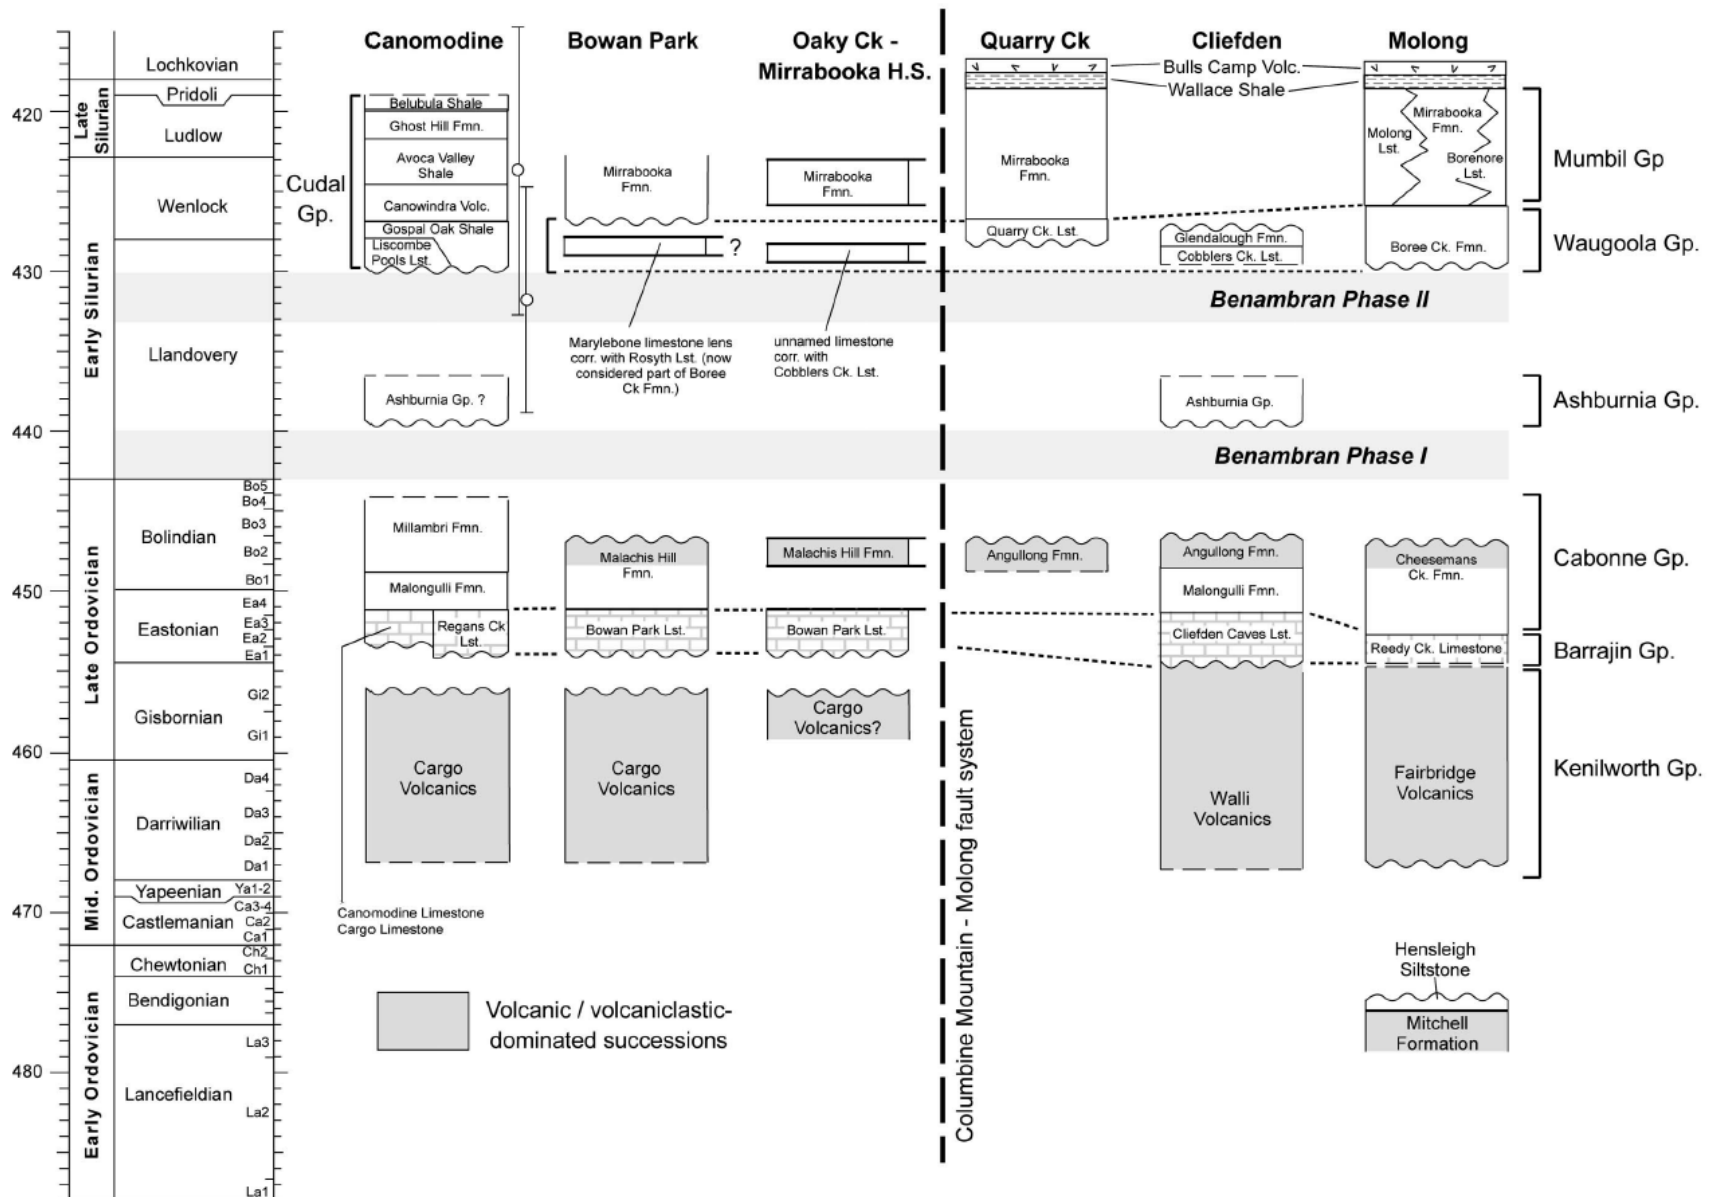 Canomodine
Bowan Park
Oaky Ck -
Mirrabooka H.S.
Quarry Ck
Cliefden
Molong
420
430
440
450
460
470
480
Late
Silurian
Early Silurian
Late Ordovician
Mid. Ordovician
Early Ordovician
Lochkovian
Pridoli
Ludlow
Wenlock
Llandovery
Bolindian
Eastonian
Gisbornian
Darriwilian
Yapeenian
Castlemanian
Chewtonian
Bendigonian
Lancefieldian
Bo5
Bo4
Bo3
Bo2
Bo1
Ea4
Ea3
Ea2
Ea1
Gi2
Gi1
Da4
Da3
Da2
Da1
Ya1-2
Ca3-4
Ca2
Ca1
Ch2
Ch1
La3
La2
La1
Cudal
Gp.
Belubula Shale
Ghost Hill Fmn.
Avoca Valley
Shale
Canowindra Volc.
Gospal Oak Shale
Liscombe
Pools Lst.
Ashburnia Gp. ?
Millambri Fmn.
Malongulli Fmn.
Regans Ck
Lst.
Cargo
Volcanics
Canomodine Limestone
Cargo Limestone
Mirrabooka
Fmn.
?
Marylebone limestone lens
corr. with Rosyth Lst. (now
considered part of Boree
Ck Fmn.)
Malachis Hill
Fmn.
Bowan Park Lst.
Cargo
Volcanics
Mirrabooka
Fmn.
unnamed limestone
corr. with
Cobblers Ck. Lst.
Malachis Hill Fmn.
Bowan Park Lst.
Cargo
Volcanics?
Columbine Mountain - Molong fault system
Mirrabooka
Fmn.
Quarry Ck. Lst.
Angullong Fmn.
Bulls Camp Volc.
Wallace Shale
Glendalough Fmn.
Cobblers Ck. Lst.
Benambran Phase II
Ashburnia Gp.
Benambran Phase I
Angullong Fmn.
Malongulli Fmn.
Cliefden Caves Lst.
Walli
Volcanics
Mirrabooka
Fmn.
Molong
Lst.
Borenore
Lst.
Boree Ck. Fmn.
Cheesemans
Ck. Fmn.
Reedy Ck. Limestone
Fairbridge
Volcanics
Hensleigh
Siltstone
Mitchell
Formation
Mumbil Gp
Waugoola Gp.
Ashburnia Gp.
Cabonne Gp.
Barrajin Gp.
Kenilworth Gp.
Volcanic / volcaniclastic-
dominated successions